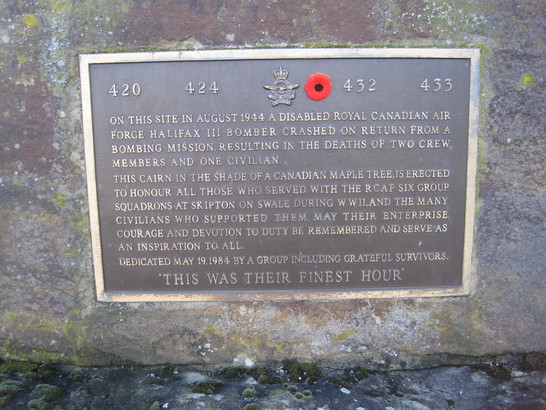 420 424 432 433
ON THIS SITE IN AUGUST 1944 A DISABLED ROYAL CANADIAN AIR
FORCE HALIFAX III BOMBER CRASHED ON RETURN FROM A
BOMBING MISSION, RESULTING IN THE DEATHS OF TWO CREW
MEMBERS AND ONE CIVILIAN.
THIS CAIRN IN THE SHADE OF A CANADIAN MAPLE TREE, IS ERECTED
TO HONOUR ALL THOSE WHO SERVED WITH THE RCAF SIX GROUP
SQUADRONS AT SKIPTON ON SWALE DURING WWII, AND THE MANY
CIVILIANS WHO SUPPORTED THEM. MAY THEIR ENTERPRISE
COURAGE AND DEVOTION TO DUTY BE REMEMBERED AND SERVE AS
AN INSPIRATION TO ALL.
DEDICATED MAY 19, 1984 BY A GROUP INCLUDING GRATEFUL SURVIVORS.
'THIS WAS THEIR FINEST HOUR'